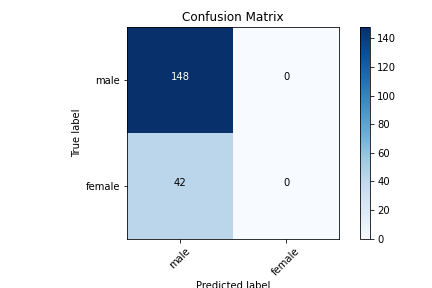 Confusion Matrix
True label
male
148
0
female
42
0
male
female
Predicted label
140
120
100
80
60
40
20
0